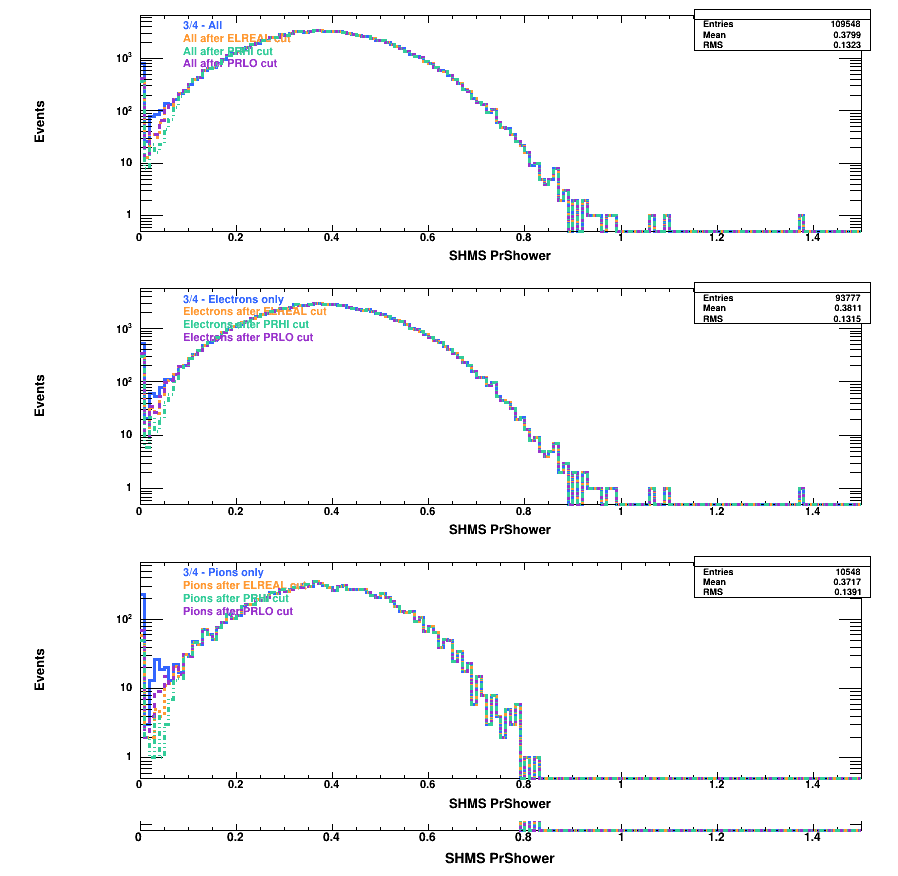 3/4 - All
All after ELREAL cut
All after PRHI cut
All after PRLO cut
Entries 109548
Mean 0.3799
RMS 0.1323
Events
10³
10²
10
1
0 0.2 0.4 0.6 0.8 1 1.2 1.4
SHMS PrShower
3/4 - Electrons only
Electrons after ELREAL cut
Electrons after PRHI cut
Electrons after PRLO cut
Entries 93777
Mean 0.3811
RMS 0.1315
Events
10³
10²
10
1
0 0.2 0.4 0.6 0.8 1 1.2 1.4
SHMS PrShower
3/4 - Pions only
Pions after ELREAL cut
Pions after PRHI cut
Pions after PRLO cut
Entries 10548
Mean 0.3717
RMS 0.1391
Events
10²
10
1
0 0.2 0.4 0.6 0.8 1 1.2 1.4
SHMS PrShower
0 0.2 0.4 0.6 0.8 1 1.2 1.4
SHMS PrShower